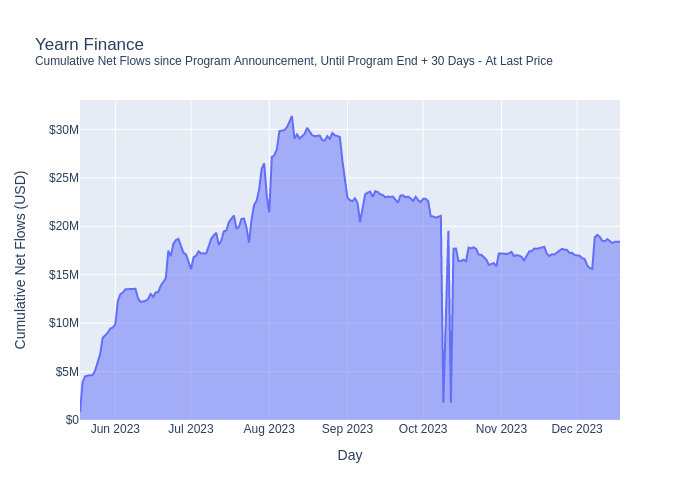 Yearn Finance
Cumulative Net Flows since Program Announcement, Until Program End + 30 Days - At Last Price
Cumulative Net Flows (USD)
$30M
$25M
$20M
$15M
$10M
$5M
$0
Jun 2023 Jul 2023 Aug 2023 Sep 2023 Oct 2023 Nov 2023 Dec 2023
Day